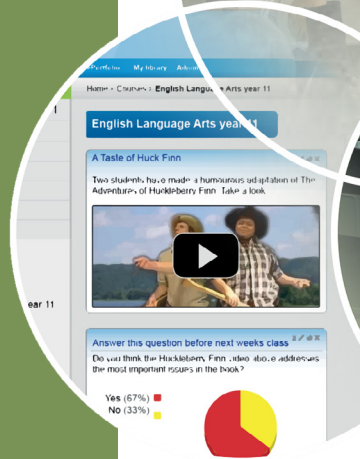 ePortfolio My library
Home › Courses › English Language Arts year 11
English Language Arts year 11
A Taste of Huck Finn
Two students have made a humourous adaptation of The
Adventures of Huckleberry Finn. Take a look
ear 11
Answer this question before next weeks class
Do you think the Huckleberry Finn video above addresses
the most important issues in the book?
Yes (67%)
No (33%)